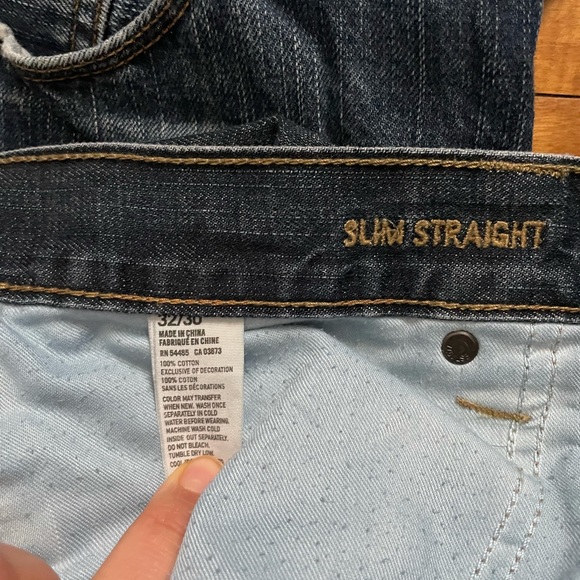 SLIM STRAIGHT
32/30
MADE IN CHINA
FABRIQUÉ EN CHINE
RN 54485 CA 03873
100% COTTON
EXCLUSIVE OF DECORATION
100% COTON
SANS LES DÉCORATIONS
COLOR MAY TRANSFER
WHEN NEW. WASH ONCE
SEPARATELY IN COLD
WATER BEFORE WEARING.
MACHINE WASH COLD
INSIDE OUT SEPARATELY.
DO NOT BLEACH.
TUMBLE DRY LOW.
COOL